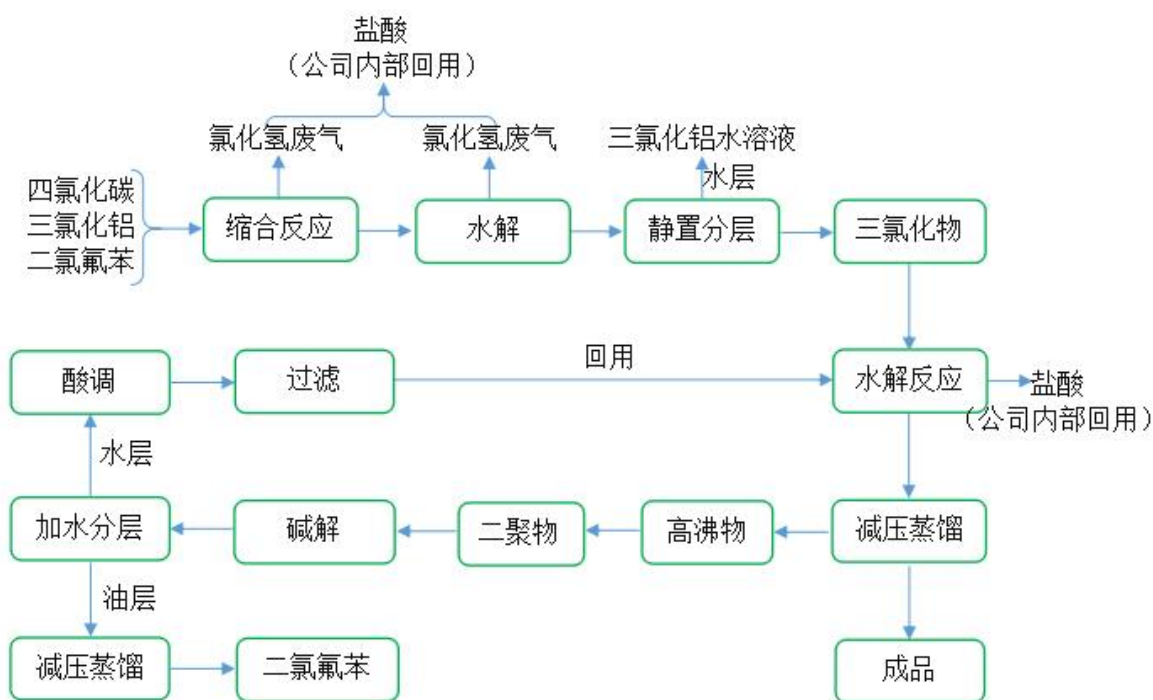 盐酸
（公司内部回用）
氯化氢废气
氯化氢废气
三氯化铝水溶液
水层
四氯化碳
三氯化铝
二氯氟苯
缩合反应
水解
静置分层
三氯化物
酸调
过滤
回用
水解反应
盐酸
（公司内部回用）
水层
加水分层
碱解
二聚物
高沸物
减压蒸馏
油层
减压蒸馏
二氯氟苯
成品